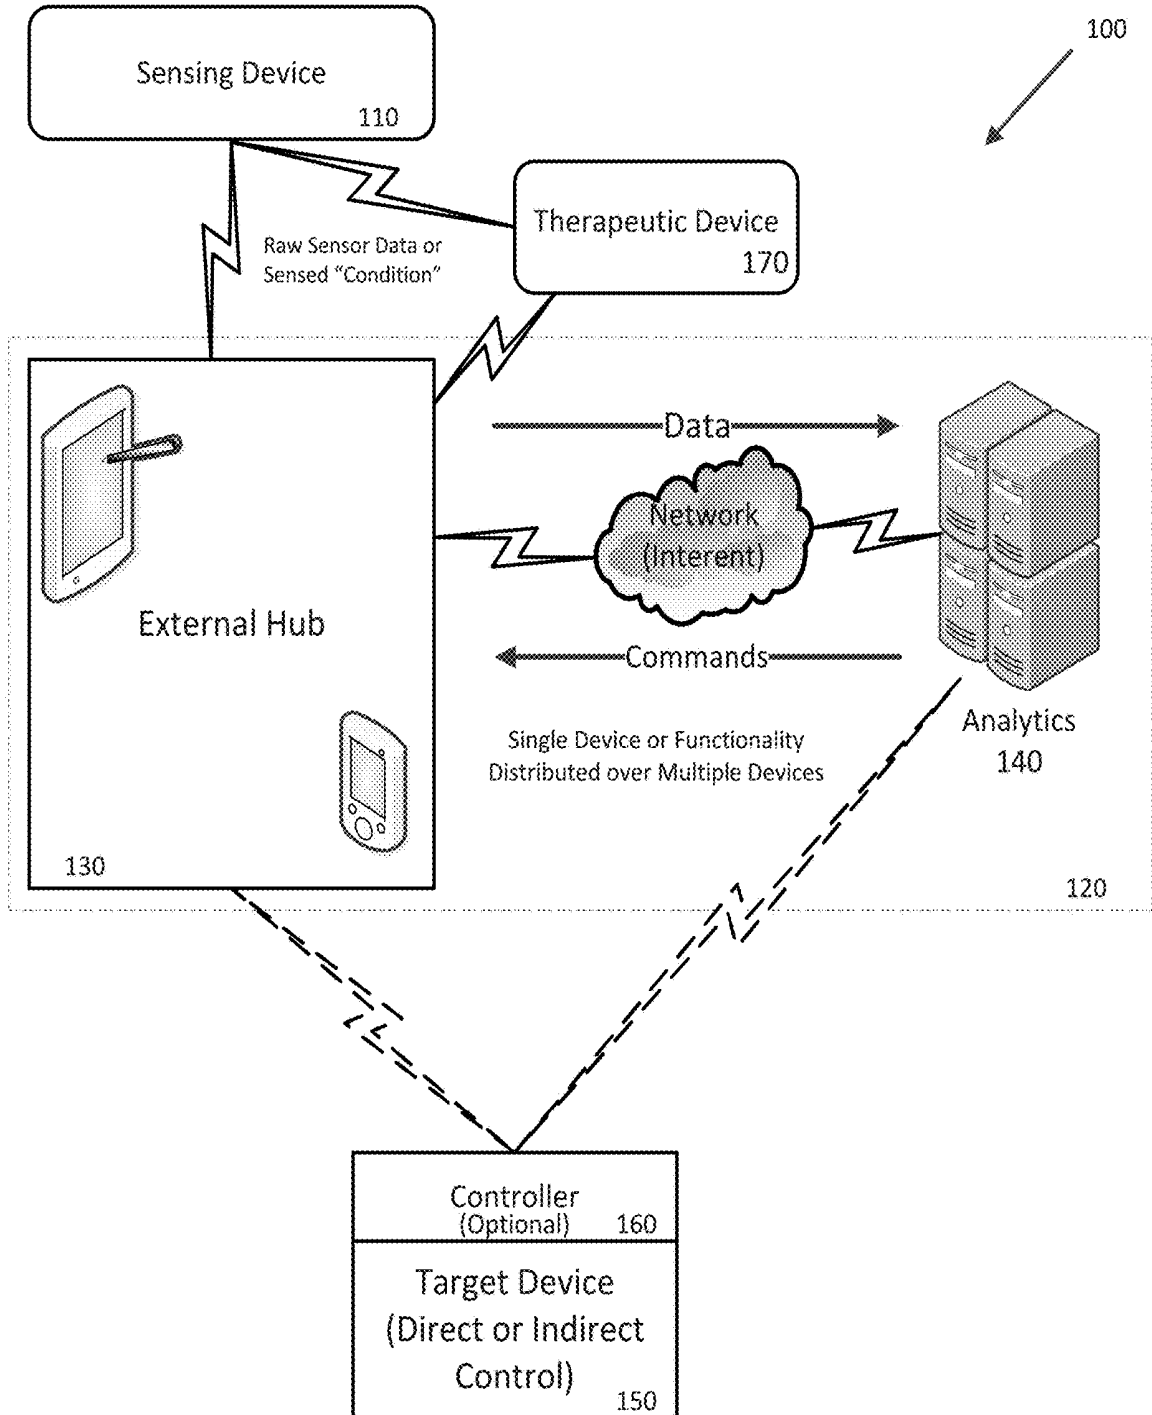 100
Sensing Device
110
Therapeutic Device
170
Raw Sensor Data or
Sensed “Condition”
Data
Network
(Interent)
External Hub
Commands
Analytics
140
Single Device or Functionality
Distributed over Multiple Devices
130
120
Controller
(Optional)
160
Target Device
(Direct or Indirect
Control)
150